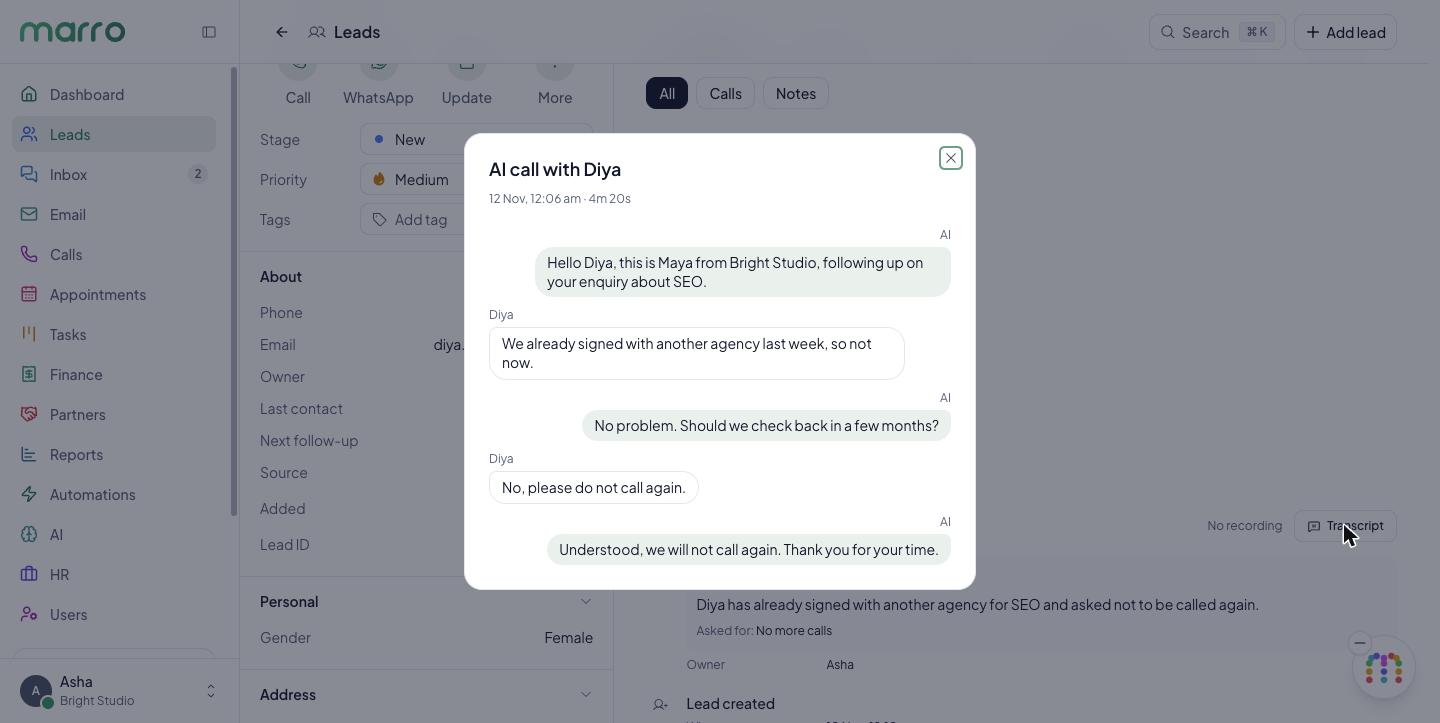 marro
Leads
Search
⌘ K
Add lead
Dashboard
Leads
Inbox
2
Email
Calls
Appointments
Tasks
Finance
Partners
Reports
Automations
AI
HR
Users
A
Asha
Bright Studio
Call
WhatsApp
Update
More
Stage
New
Priority
Medium
Tags
Add tag
About
Phone
Email
diya.
Owner
Last contact
Next follow-up
Source
Added
Lead ID
Personal
Gender
Female
Address
All
Calls
Notes
AI call with Diya
12 Nov, 12:06 am · 4m 20s
AI
Hello Diya, this is Maya from Bright Studio, following up on
your enquiry about SEO.
Diya
We already signed with another agency last week, so not
now.
AI
No problem. Should we check back in a few months?
Diya
No, please do not call again.
AI
Understood, we will not call again. Thank you for your time.
No recording
Transcript
Diya has already signed with another agency for SEO and asked not to be called again.
Asked for: No more calls
Owner
Asha
Lead created